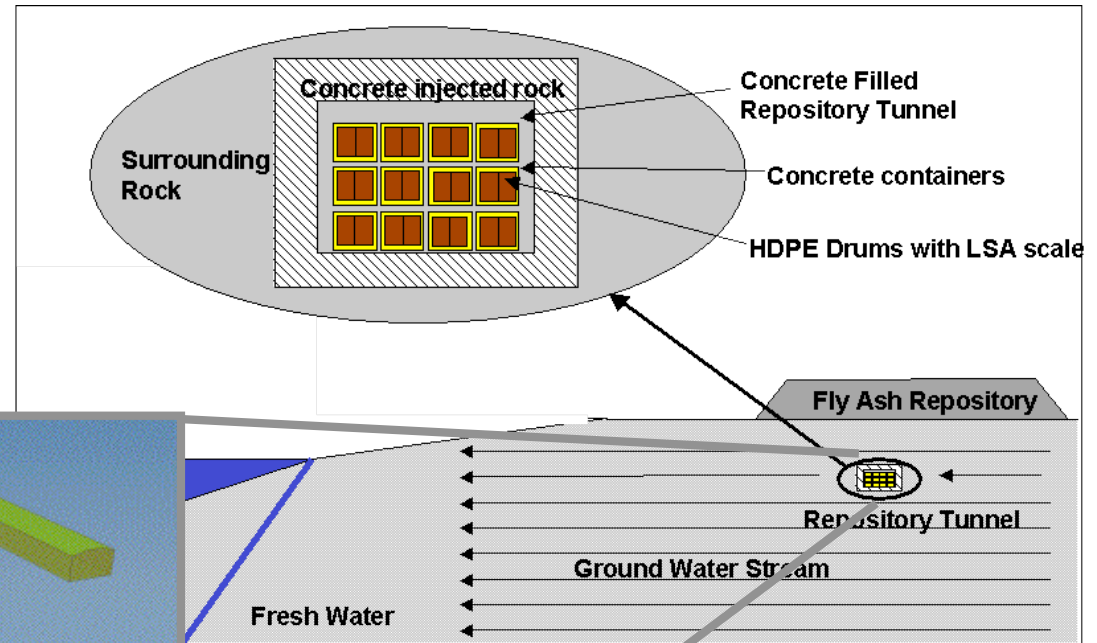 Concrete injected rock
Concrete Filled
Repository Tunnel
Surrounding
Rock
Concrete containers
HDPE Drums with LSA scale
Fly Ash Repository
Repository Tunnel
Ground Water Stream
Fresh Water